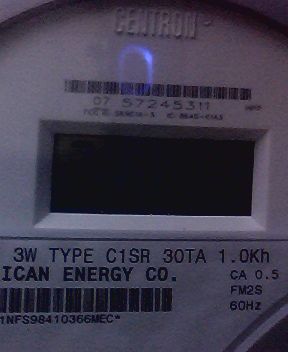 CENTRON
07 57245311
3W TYPE C1SR 30TA 1.0Kh
ICAN ENERGY CO.
CA 0.5
FM2S
60Hz
1NFS98410366MEC*